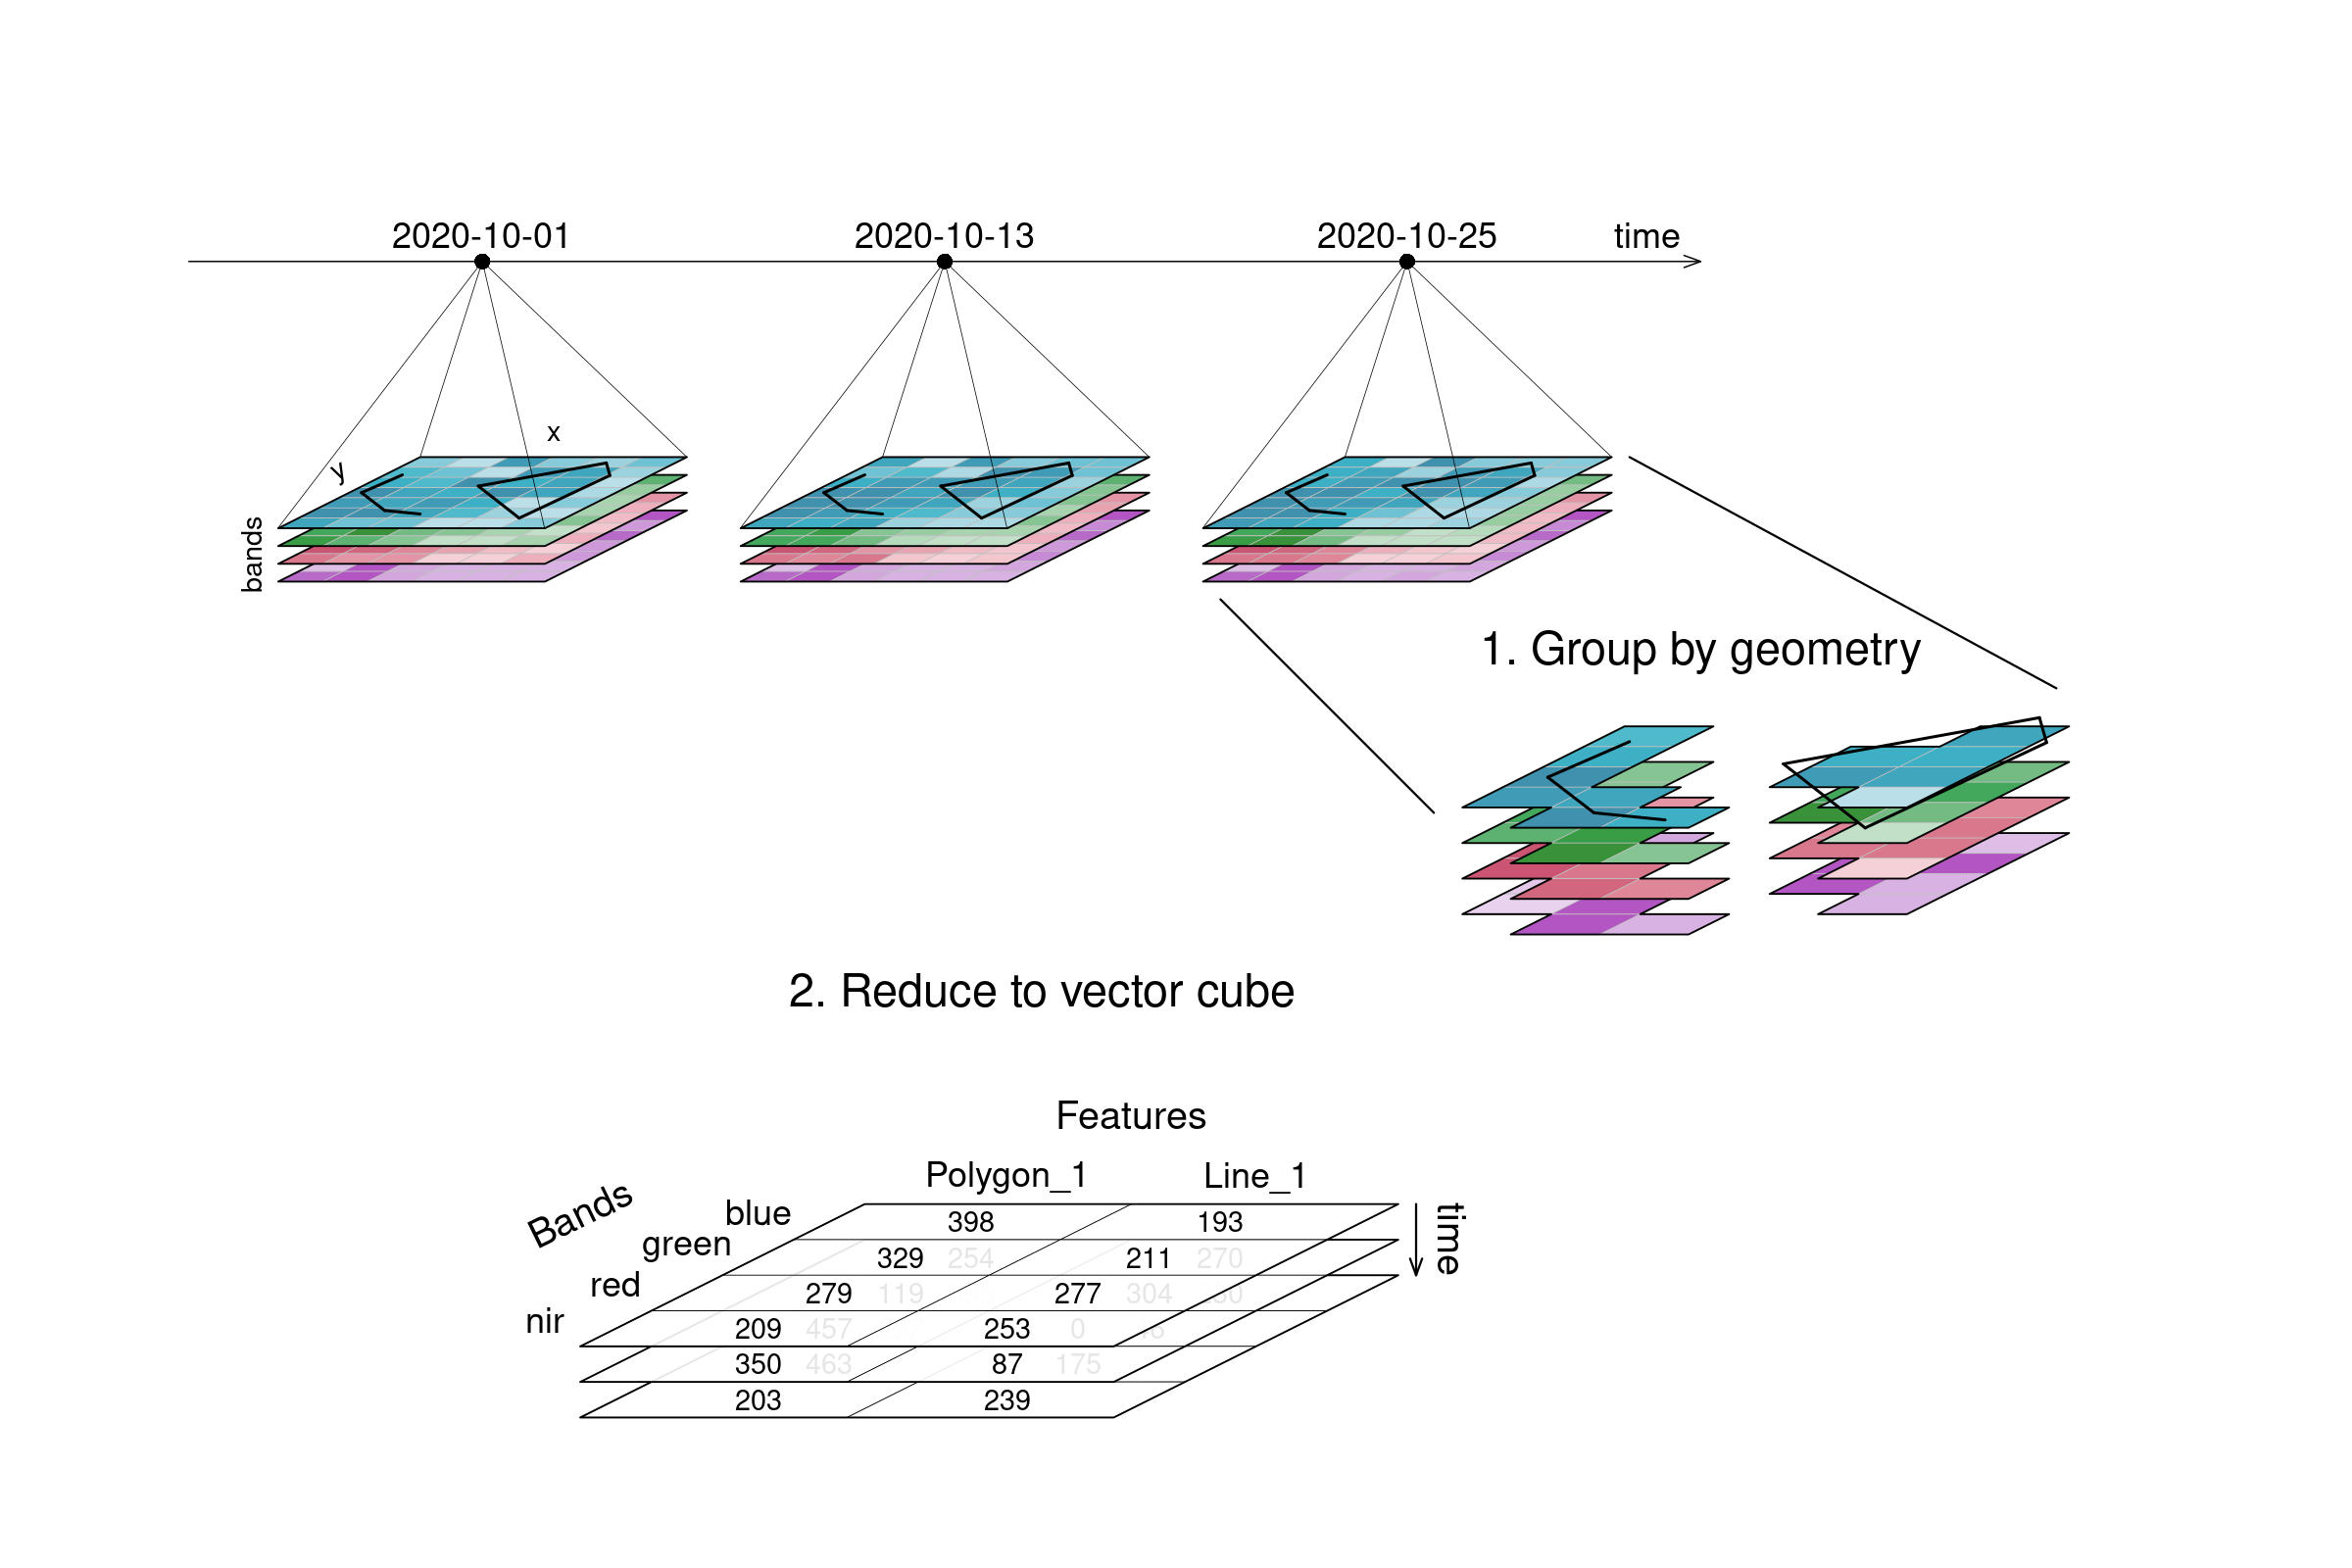 2020-10-01 2020-10-13 2020-10-25 time
x
y
bands
1. Group by geometry
2. Reduce to vector cube
Features
Polygon_1 Line_1
Bands
time
blue 398 193
green 329 254 211 270
red 279 119 277 304
nir 209 457 253 0
350 463 87 175
203 239